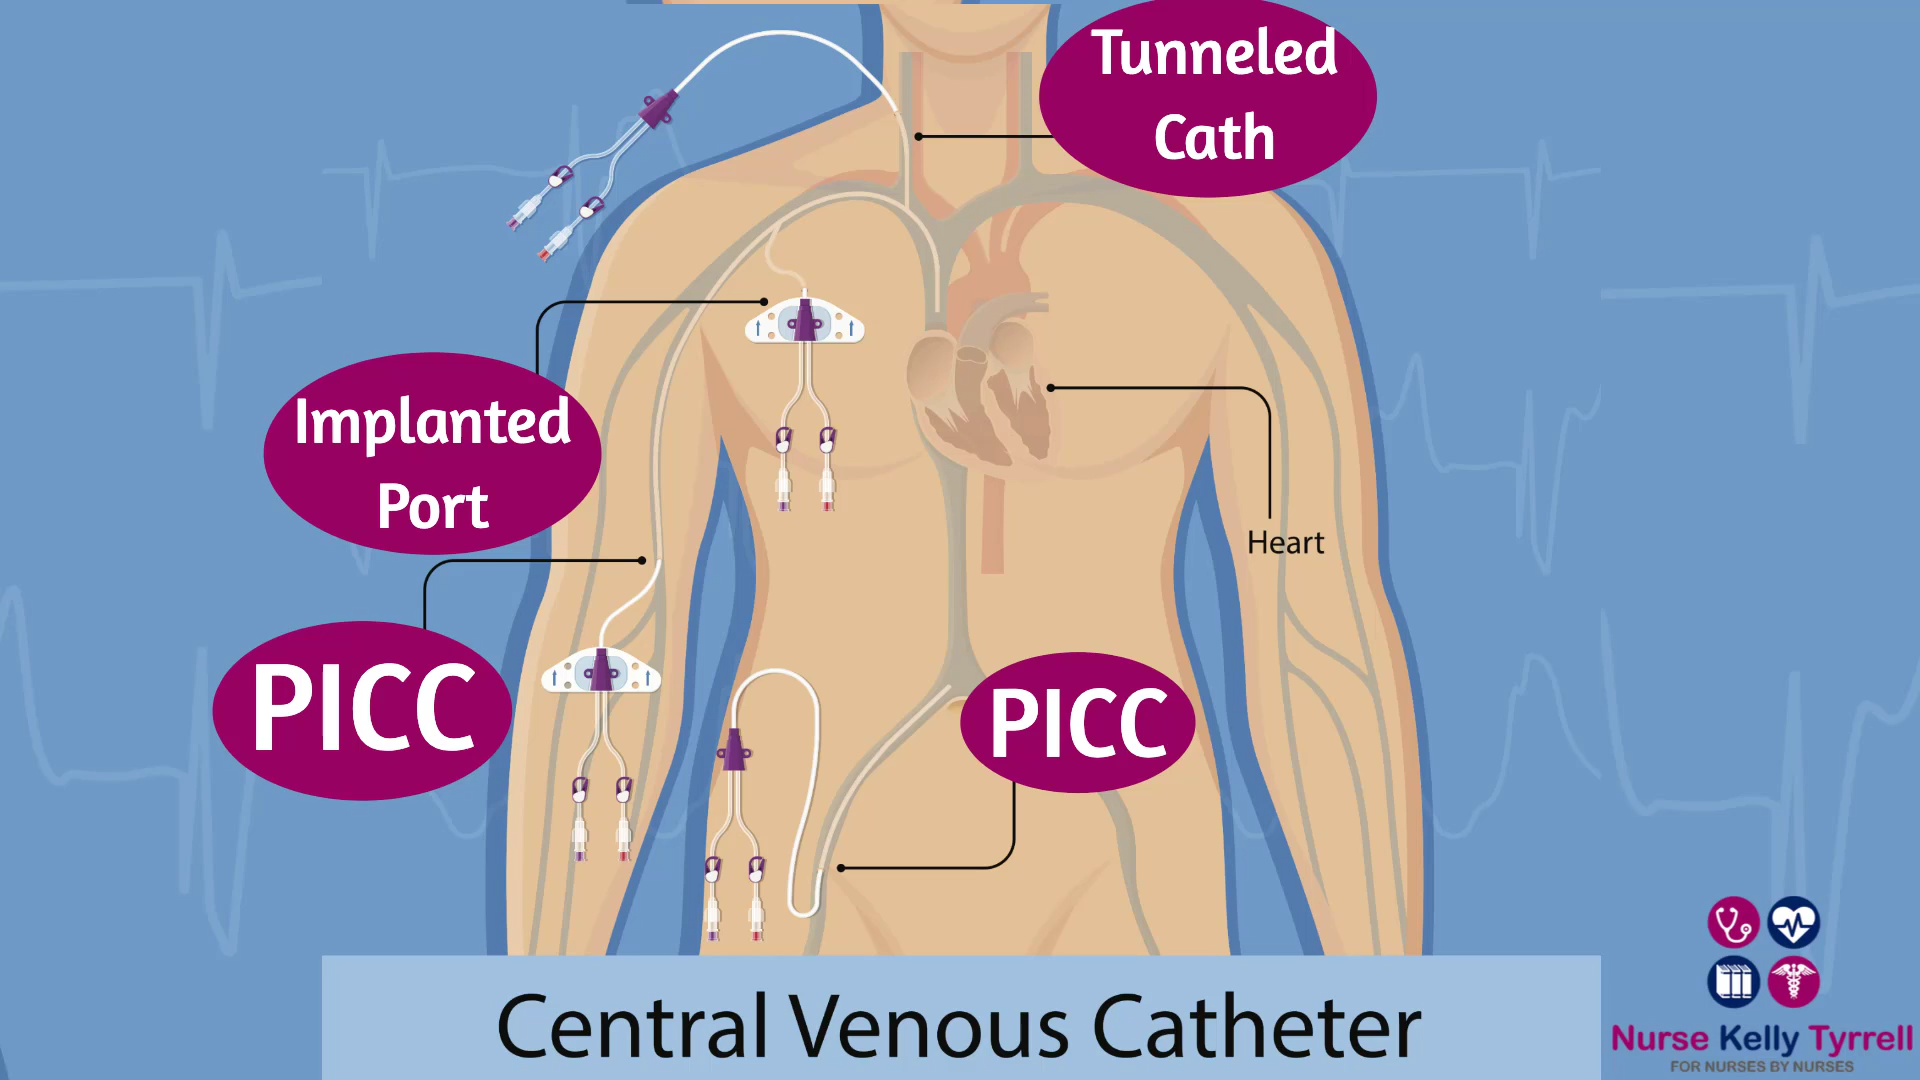 Tunneled
Cath
Implanted
Port
Heart
PICC
PICC
Central Venous Catheter
Nurse Kelly Tyrrell
FOR NURSES BY NURSES